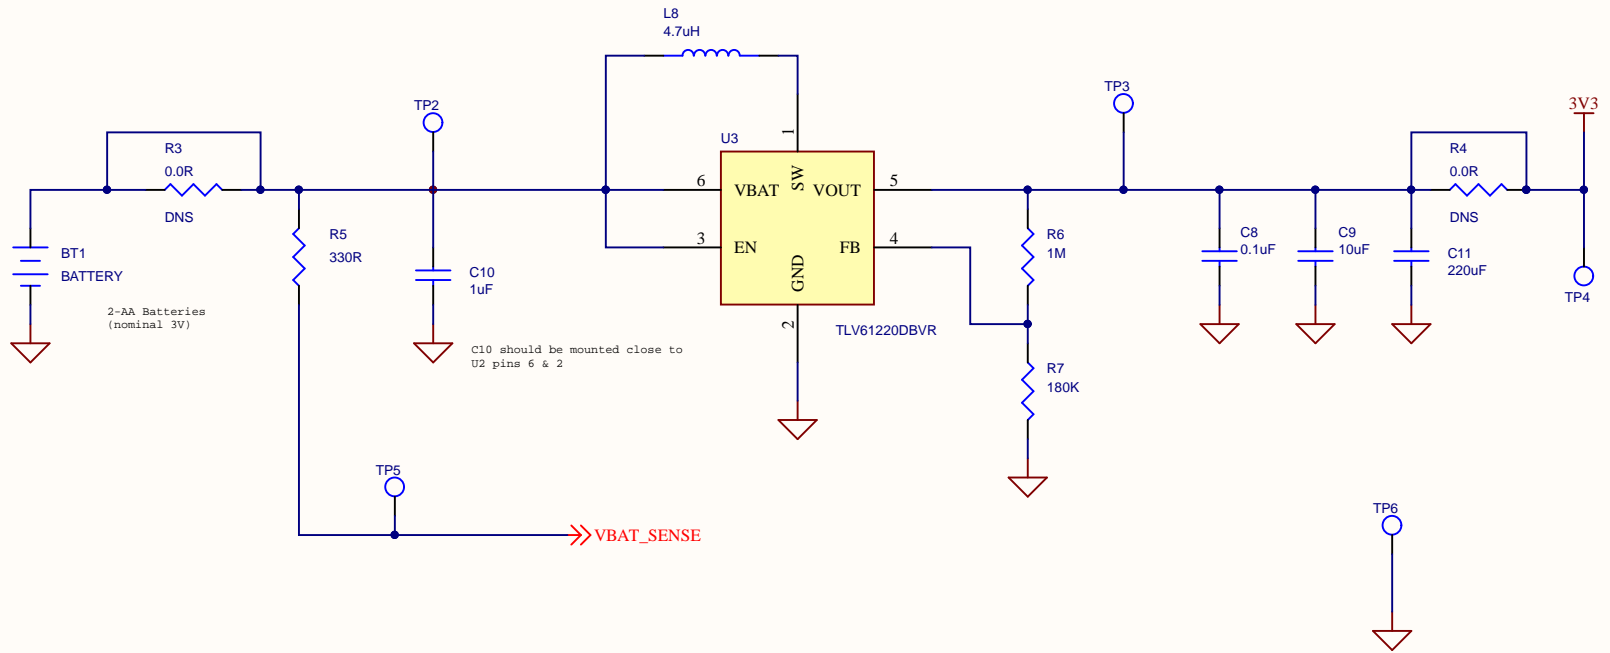 L8
4.7uH
TP2
TP3
3V3
R3
0.0R
DNS
U3
1
SW
6
VBAT
VOUT
5
3
EN
FB
4
GND
2
TLV61220DBVR
R4
0.0R
DNS
R5
330R
R6
1M
C8
0.1uF
C9
10uF
C11
220uF
BT1
BATTERY
C10
1uF
TP4
2-AA Batteries
(nominal 3V)
C10 should be mounted close to
U2 pins 6 & 2
R7
180K
TP5
VBAT_SENSE
TP6